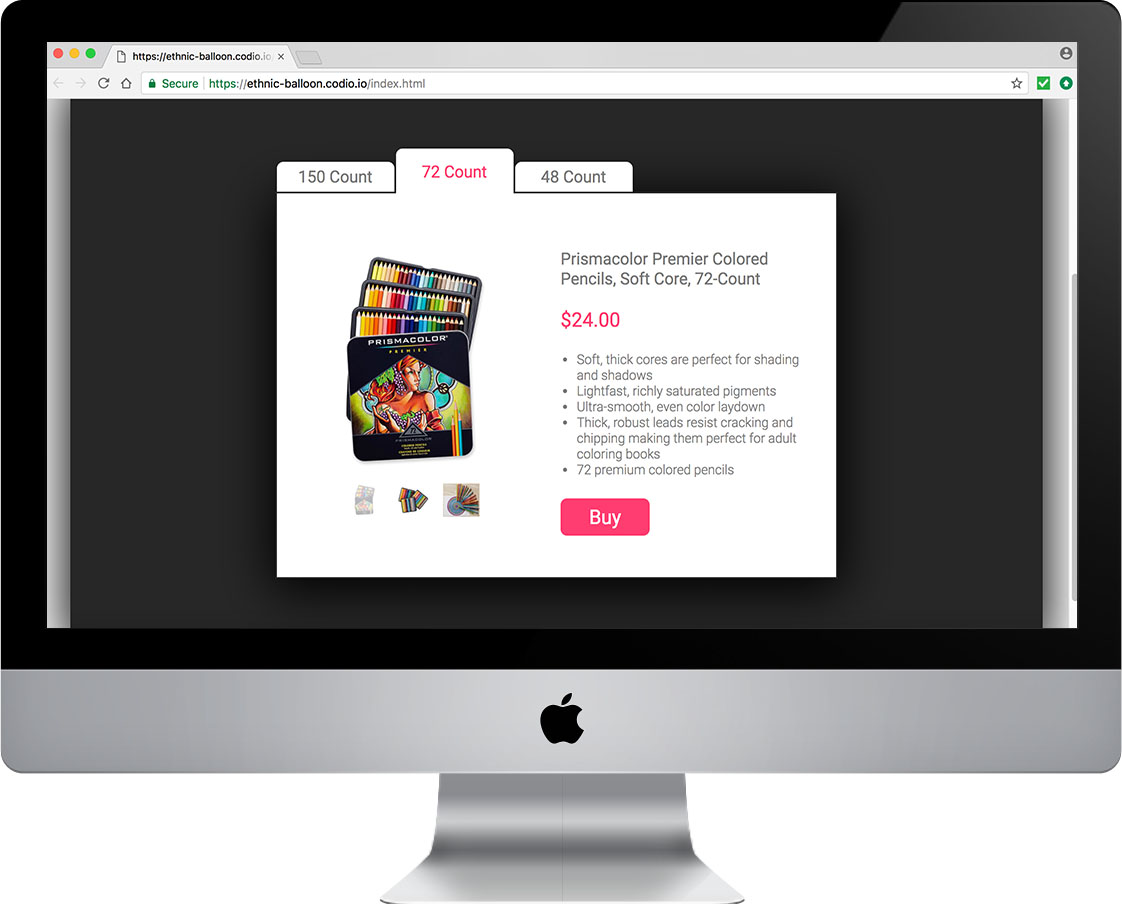 https://ethnic-balloon.codio.io
Secure https://ethnic-balloon.codio.io/index.html
150 Count
72 Count
48 Count
Prismacolor Premier Colored
Pencils, Soft Core, 72-Count
$24.00
• Soft, thick cores are perfect for shading
and shadows
• Lightfast, richly saturated pigments
• Ultra-smooth, even color laydown
• Thick, robust leads resist cracking and
chipping making them perfect for adult
coloring books
• 72 premium colored pencils
Buy
PRISMACOLOR
PREMIER
PRISMACOLOR